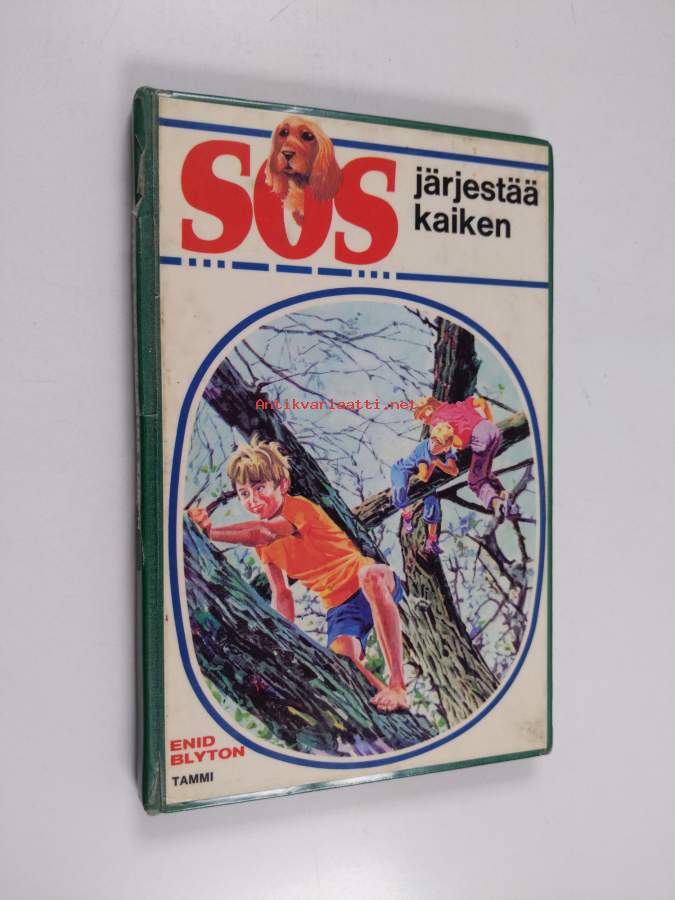 SOS
järjestää
kaiken
Antikvariaatti.net
ENID
BLYTON
TAMMI